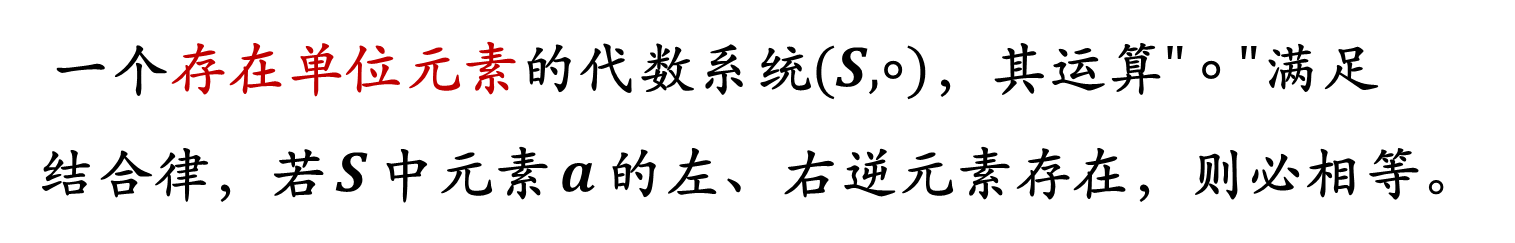 一个存在单位元素的代数系统(S,∘)，其运算"∘"满足
结合律，若S中元素a的左、右逆元素存在，则必相等。